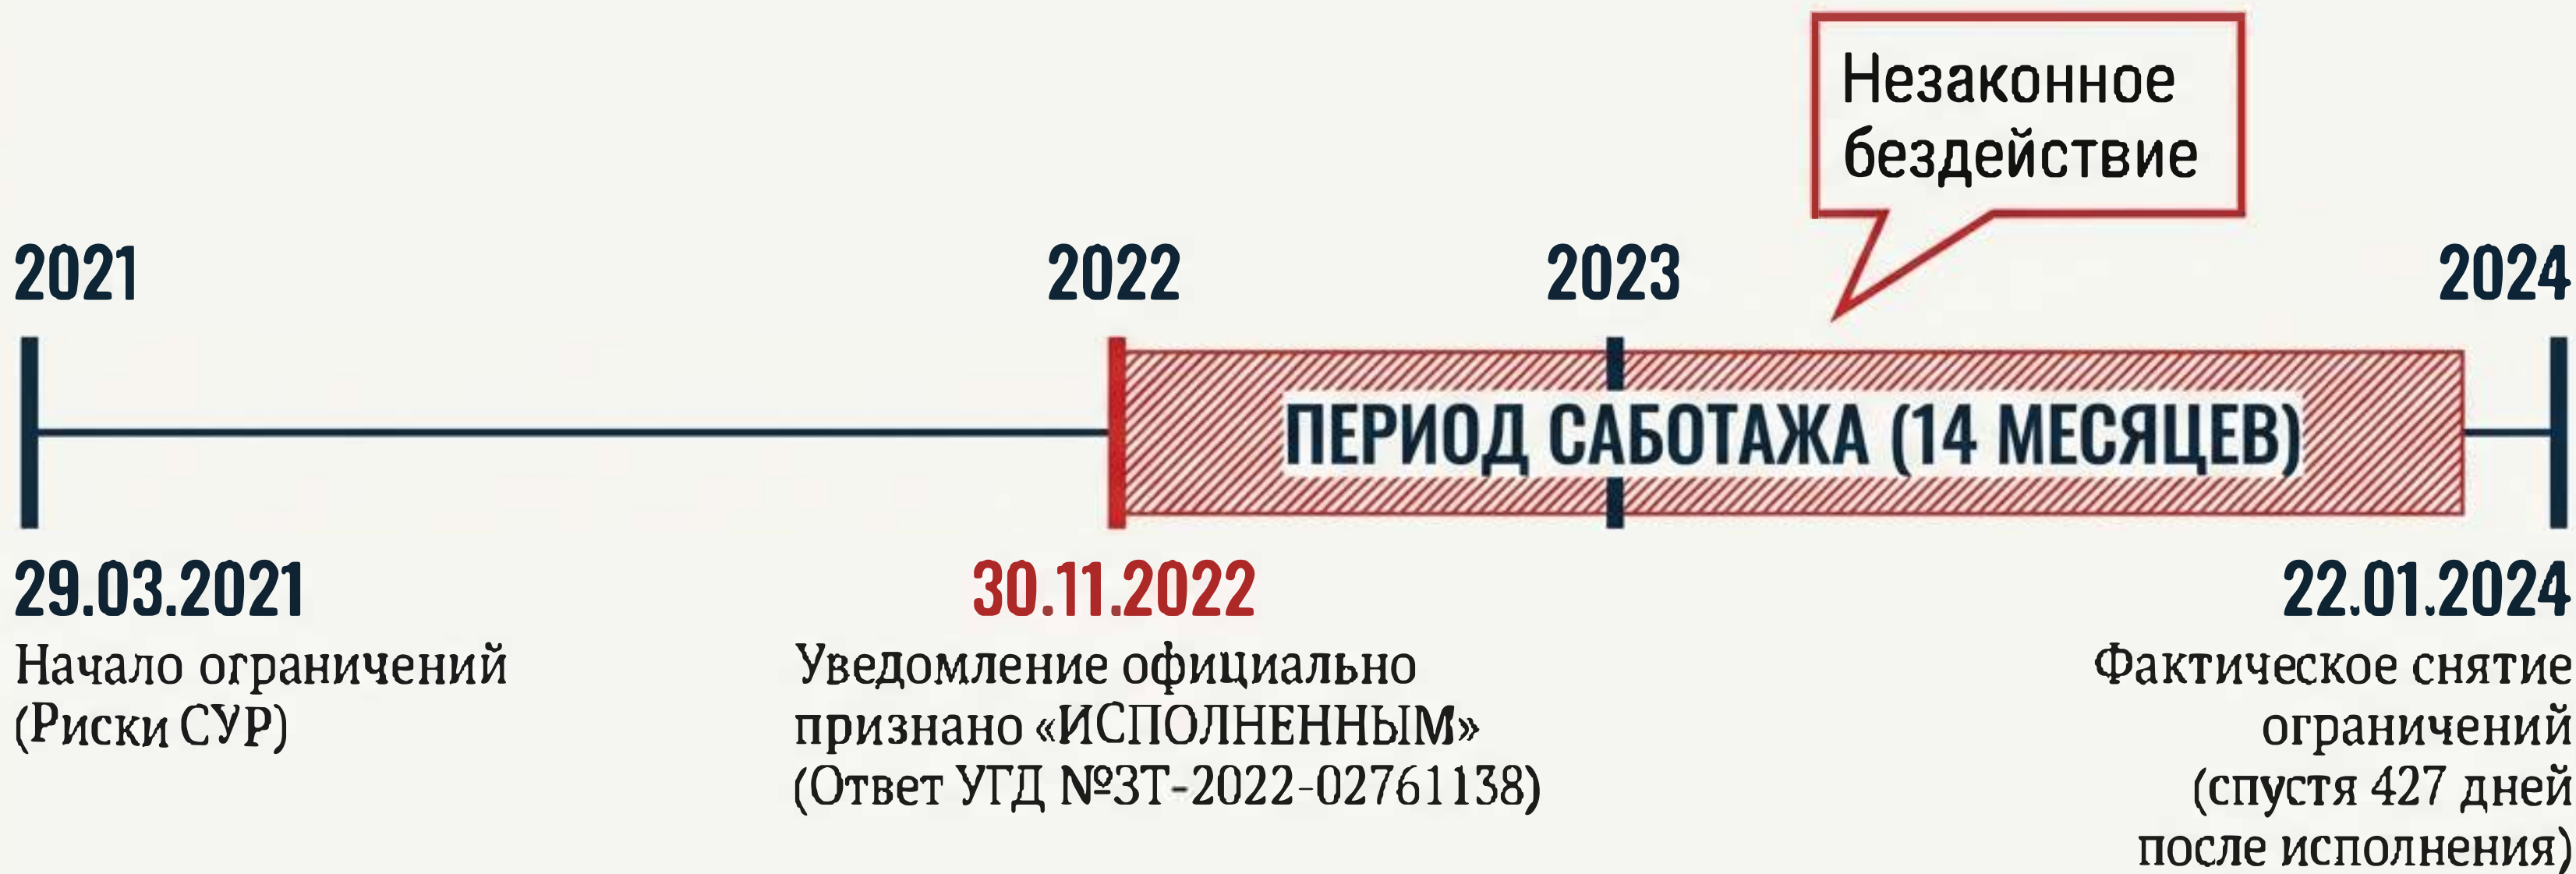 Незаконное
бездействие
2021
2022
2023
2024
ПЕРИОД САБОТАЖА (14 МЕСЯЦЕВ)
29.03.2021
Начало ограничений
(Риски СУР)
30.11.2022
Уведомление официально
признано «ИСПОЛНЕННЫМ»
(Ответ УГД №ЗТ-2022-02761138)
22.01.2024
Фактическое снятие
ограничений
(спустя 427 дней
после исполнения)